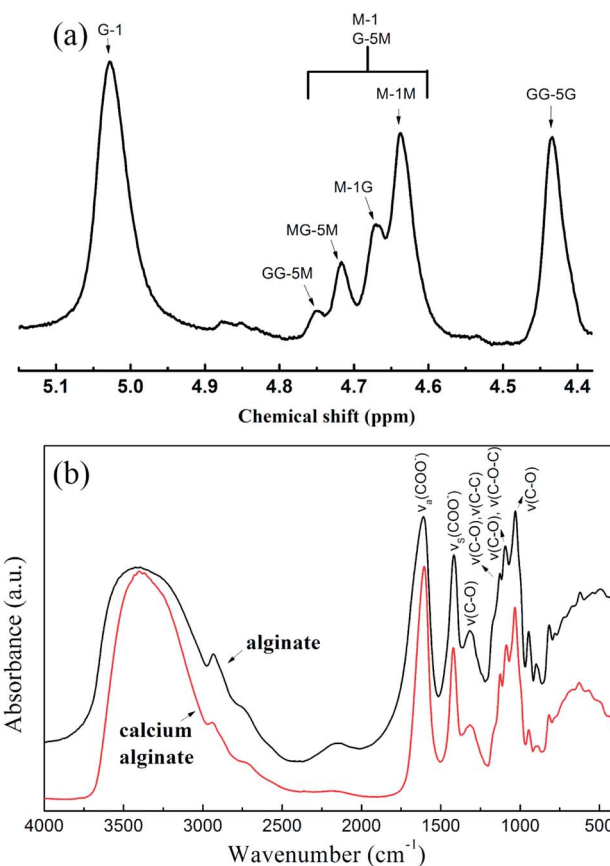 (a)
G-1
M-1
G-5M
M-1M
GG-5G
M-1G
MG-5M
GG-5M
5.1 5.0 4.9 4.8 4.7 4.6 4.5 4.4
Chemical shift (ppm)
(b)
νa(COO-)
νS(COO-)
ν(C-O)
ν(C-O),ν(C-C)
ν(C-O), ν(C-O-C)
ν(C-O)
alginate
calcium
alginate
Absorbance (a.u.)
4000 3500 3000 2500 2000 1500 1000 500
Wavenumber (cm-1)